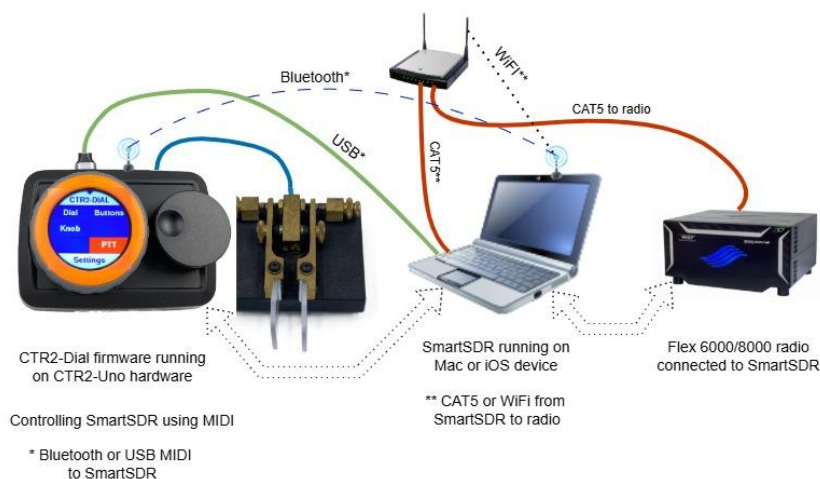 WiFI**
Bluetooth*
CAT5 to radio
USB*
CAT5**
CTR2-DIAL
Dial Buttons
Knob
PTT
Settings
CTR2-Dial firmware running
on CTR2-Uno hardware
Controlling SmartSDR using MIDI
* Bluetooth or USB MIDI
to SmartSDR
SmartSDR running on
Mac or iOS device
** CAT5 or WiFi from
SmartSDR to radio
Flex 6000/8000 radio
connected to SmartSDR